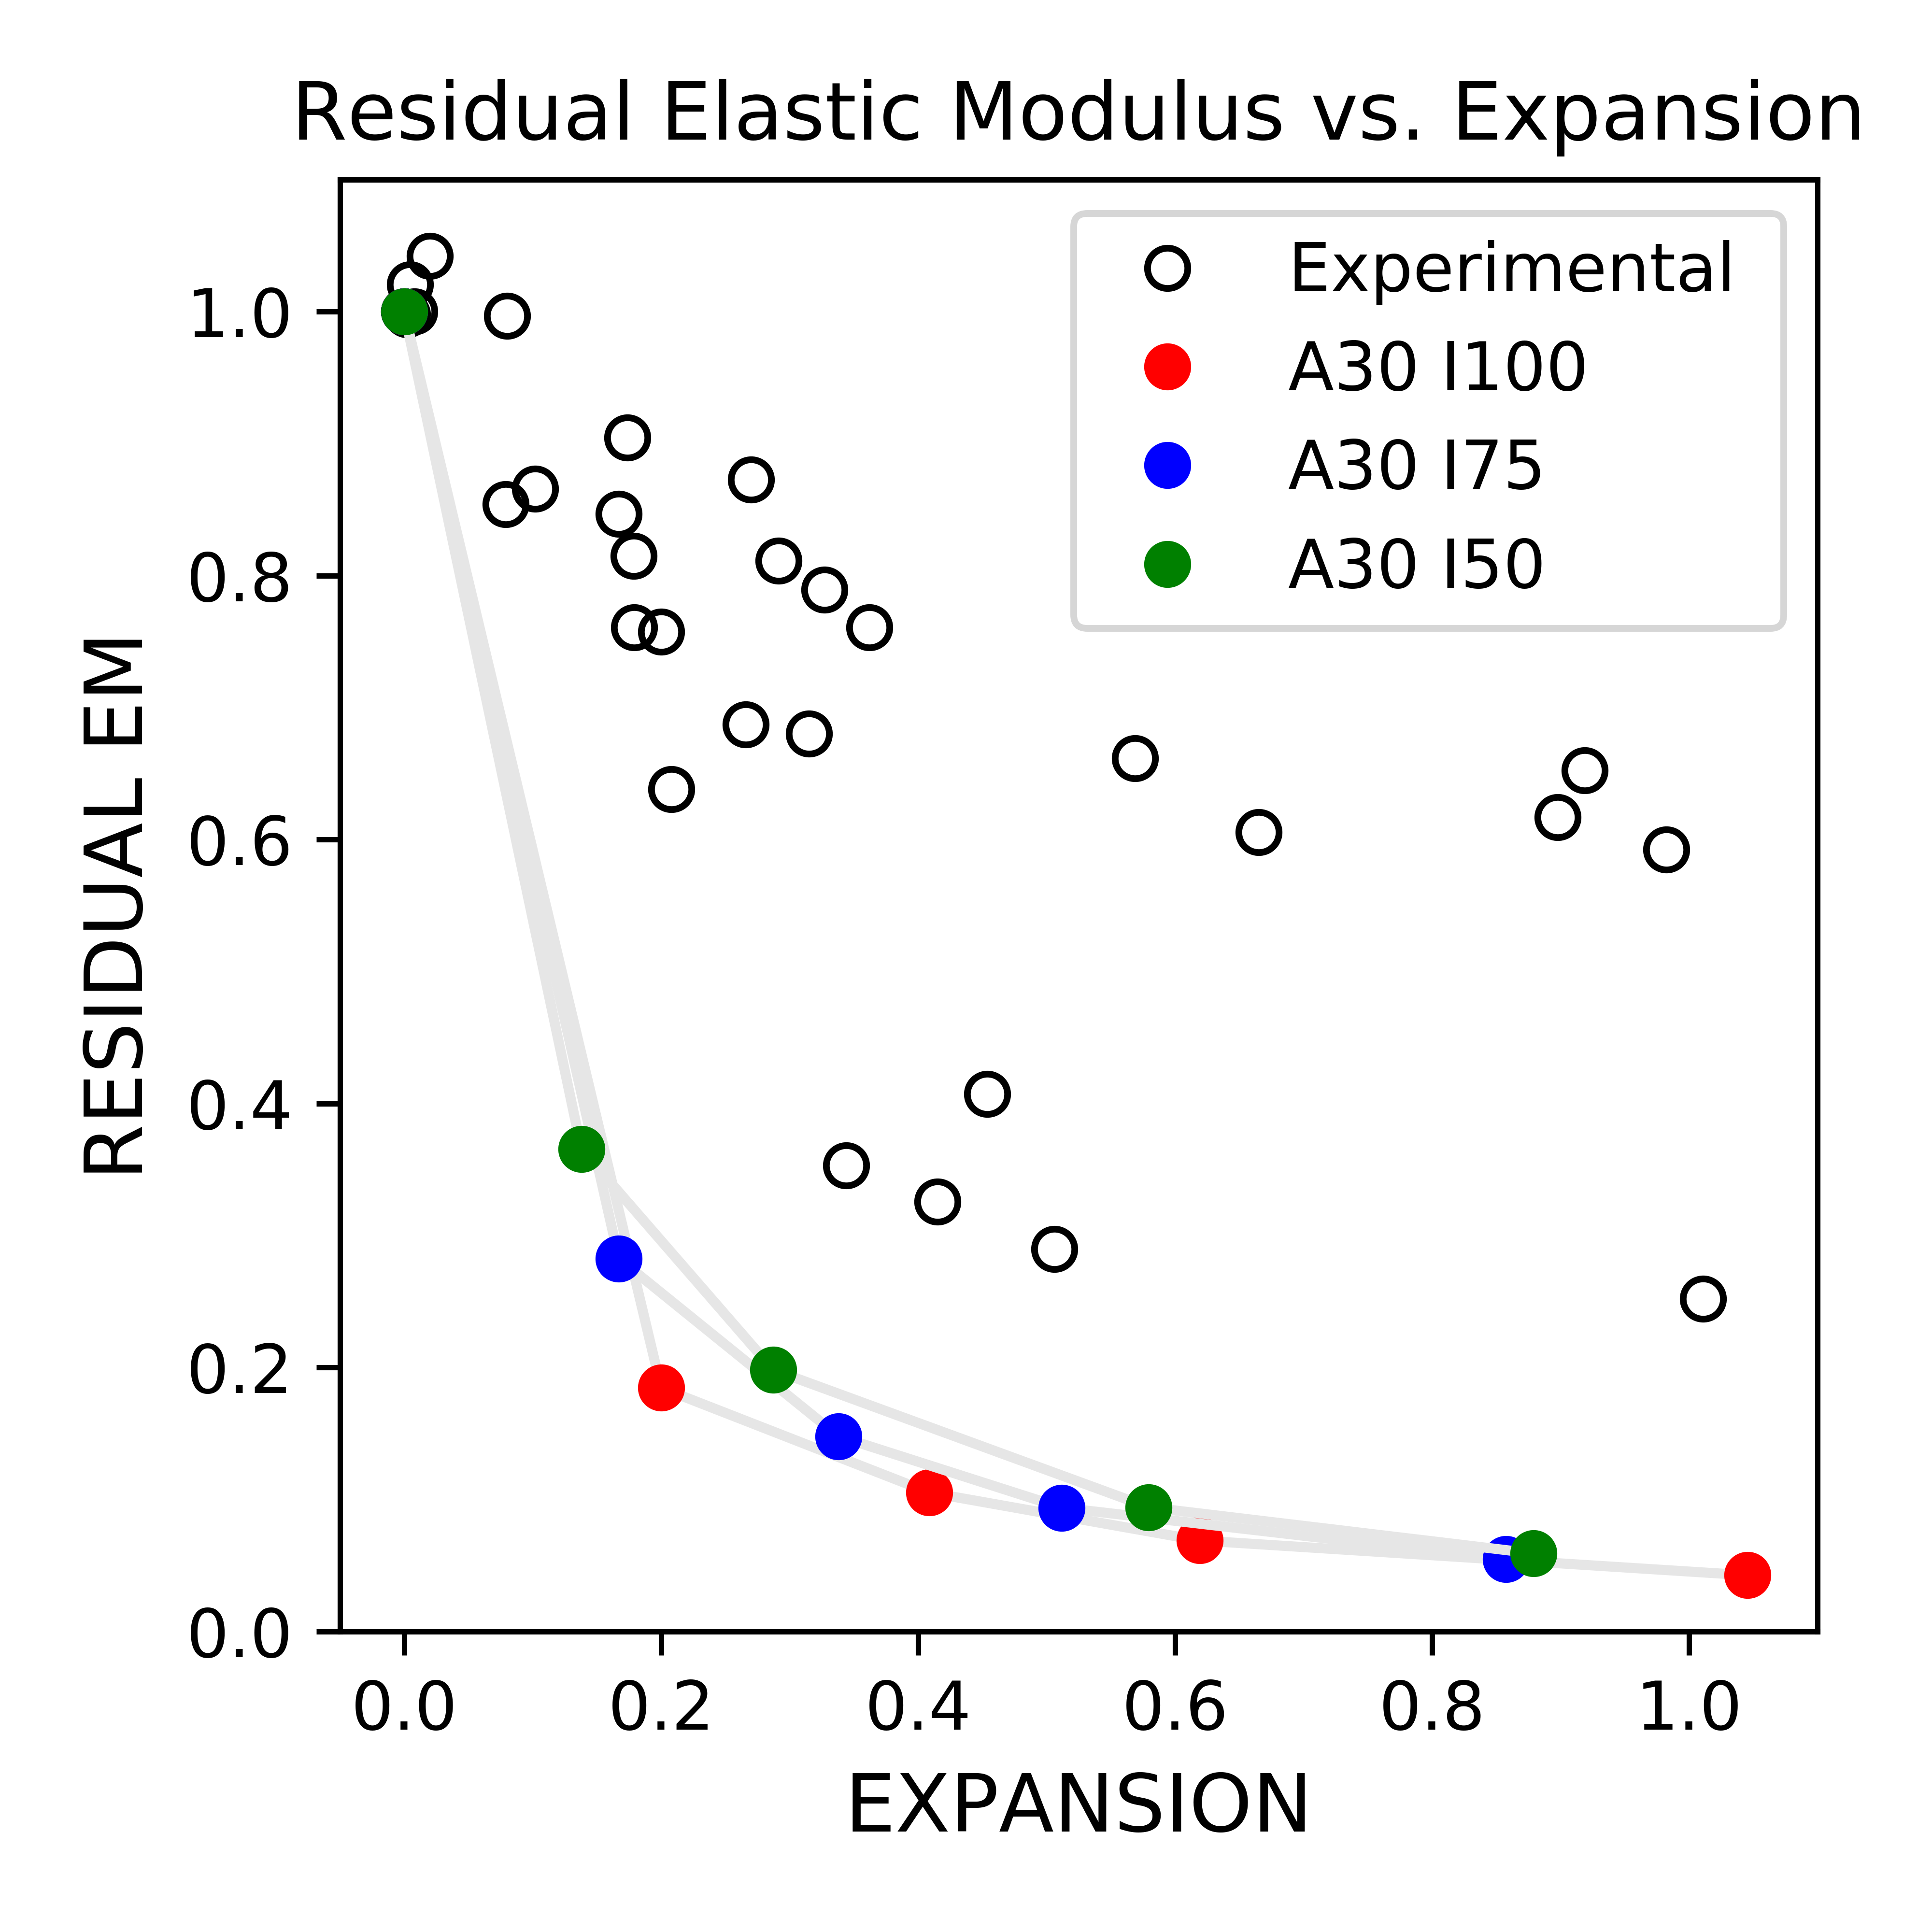 Residual Elastic Modulus vs. Expansion
Experimental
A30 I100
A30 I75
A30 I50
RESIDUAL EM
1.0
0.8
0.6
0.4
0.2
0.0
0.0 0.2 0.4 0.6 0.8 1.0
EXPANSION